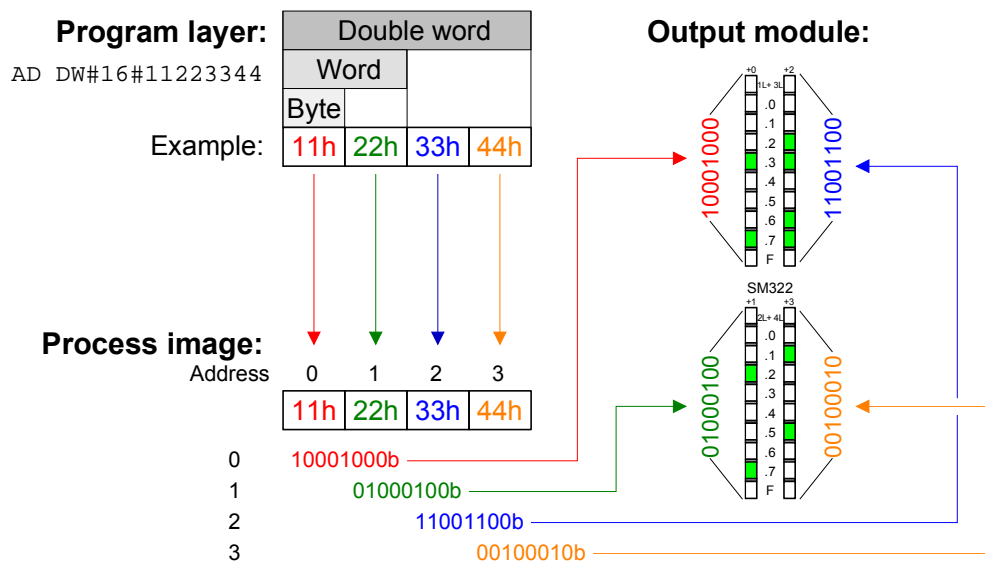 Program layer:
Double word
Output module:
AD DW#16#11223344
Word
Byte
Example:
11h 22h 33h 44h
+0 +2
1L+ 3L
.0
.1
.2
.3
.4
.5
.6
.7
F
10001000
11001100
SM322
+1 +3
2L+ 4L
.0
.1
.2
.3
.4
.5
.6
.7
F
01000100
00100010
Process image:
Address 0 1 2 3
11h 22h 33h 44h
0 10001000b
1 01000100b
2 11001100b
3 00100010b